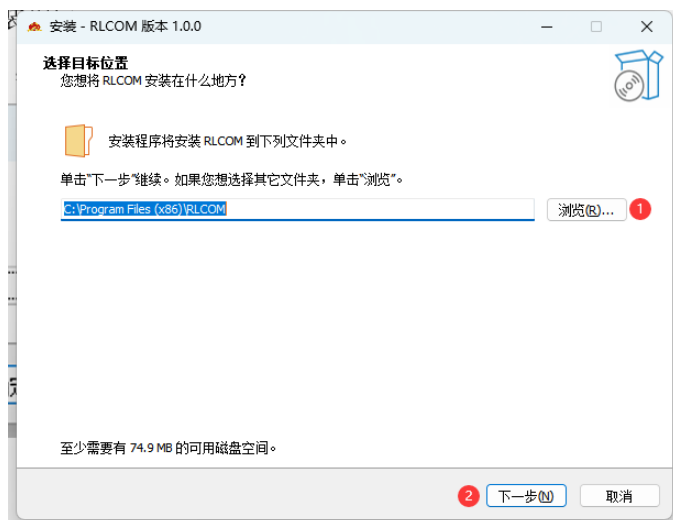 安装 - RLCOM 版本 1.0.0
选择目标位置
您想将 RLCOM 安装在什么地方?
安装程序将安装 RLCOM 到下列文件夹中。
单击“下一步”继续。如果您想选择其它文件夹，单击“浏览”。
C:\Program Files (x86)\RLCOM
浏览(R)... 1
至少需要有 74.9 MB 的可用磁盘空间。
2 下一步(N) 取消